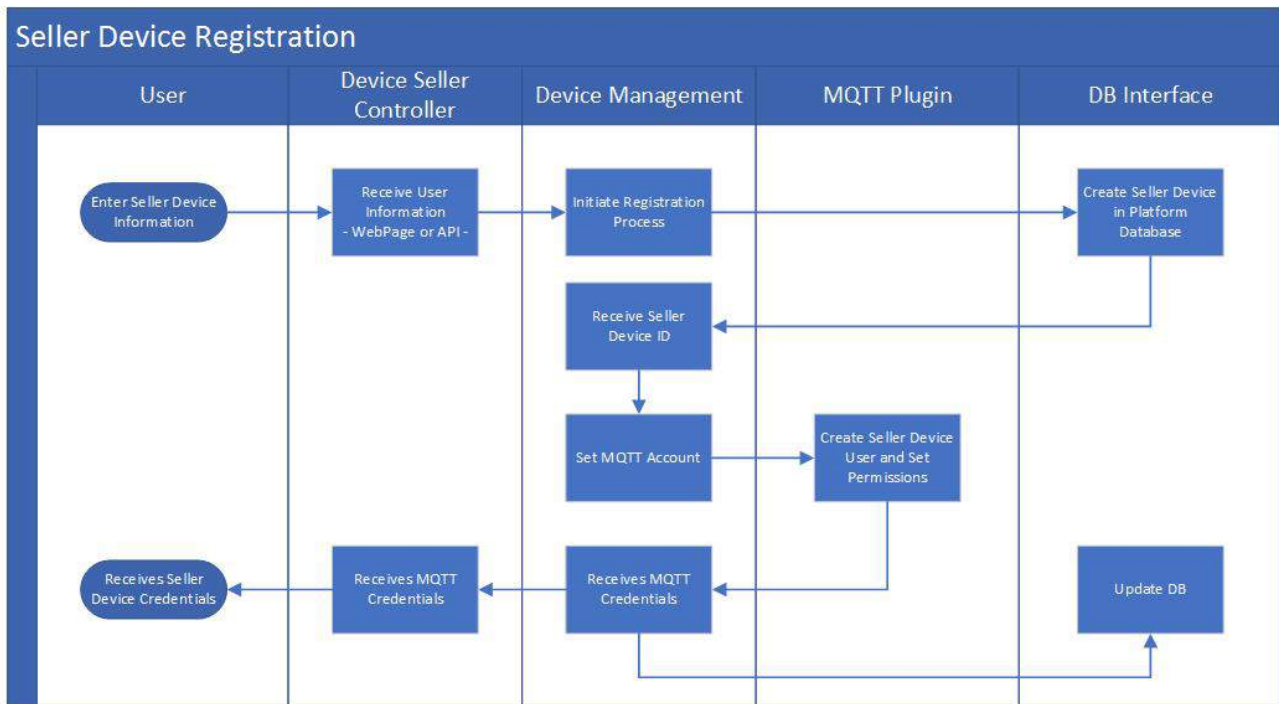 Seller Device Registration
User
Device Seller
Controller
Device Management
MQTT Plugin
DB Interface
Enter Seller Device
Information
Receive User
Information
- WebPage or API -
Initiate Registration
Process
Create Seller Device
in Platform
Database
Receive Seller
Device ID
Set MQTT Account
Create Seller Device
User and Set
Permissions
Receives Seller
Device Credentials
Receives MQTT
Credentials
Receives MQTT
Credentials
Update DB